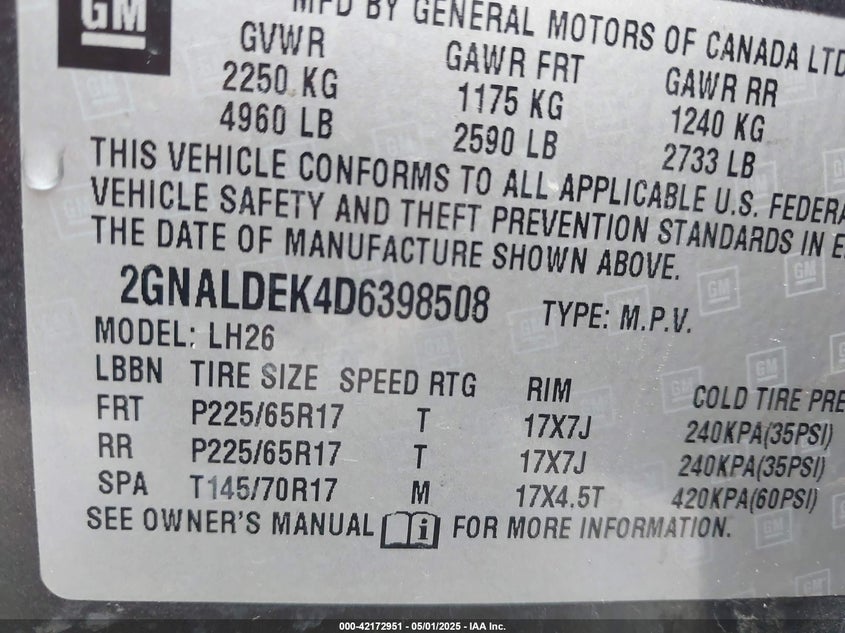 GM
MFD BY GENERAL MOTORS OF CANADA LTD
GVWR GAWR FRT GAWR RR
2250 KG 1175 KG 1240 KG
4960 LB 2590 LB 2733 LB
THIS VEHICLE CONFORMS TO ALL APPLICABLE U.S. FEDERA
VEHICLE SAFETY AND THEFT PREVENTION STANDARDS IN E
THE DATE OF MANUFACTURE SHOWN ABOVE.
2GNALDEK4D6398508 TYPE: M.P.V.
MODEL: LH26
LBBN TIRE SIZE SPEED RTG RIM COLD TIRE PRE
FRT P225/65R17 T 17X7J 240KPA(35PSI)
RR P225/65R17 T 17X7J 240KPA(35PSI)
SPA T145/70R17 M 17X4.5T 420KPA(60PSI)
SEE OWNER'S MANUAL i FOR MORE INFORMATION.
000-42172951 - 05/01/2025 - IAA Inc.